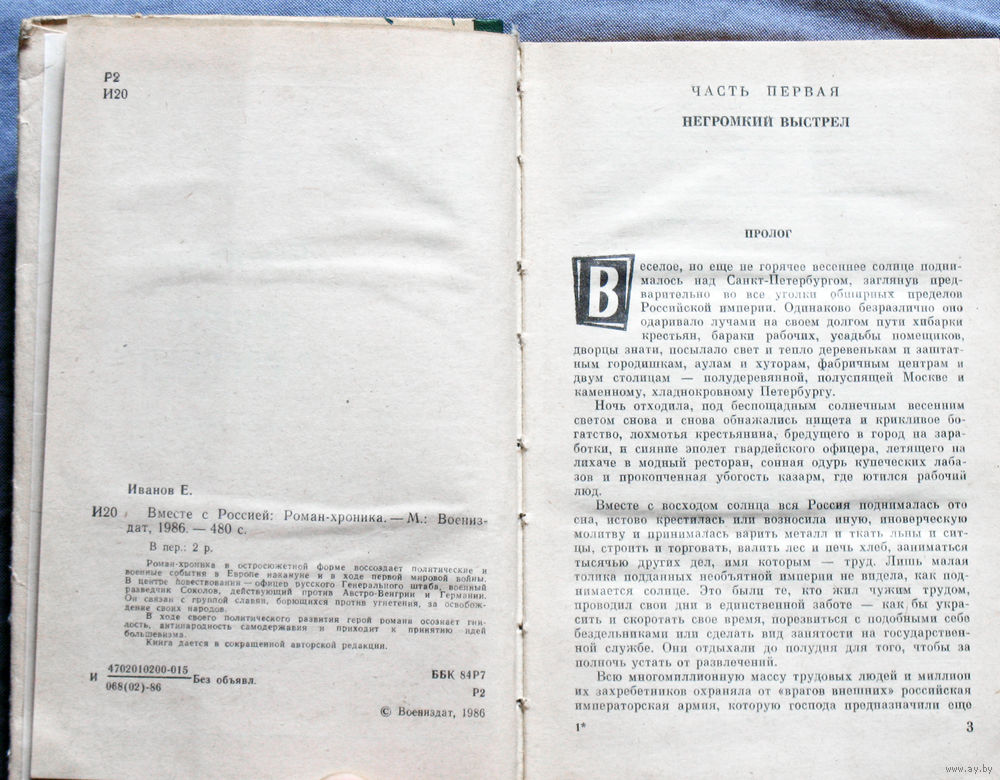 Р2
И20
Иванов Е.
И20 Вместе с Россией: Роман-хроника. — М.: Воениз-
дат, 1986. — 480 с.
В пер.: 2 р.
Роман-хроника в остросюжетной форме воссоздает политические и
военные события в Европе накануне и в ходе первой мировой войны.
В центре повествования — офицер русского Генерального штаба, военный
разведчик Соколов, действующий против Австро-Венгрии и Германии.
Он связан с группой славян, борющихся против угнетения, за освобож-
дение своих народов.
В ходе своего политического развития герой романа осознает гни-
лость, антинародность самодержавия и приходит к принятию идей
большевизма.
Книга дается в сокращенной авторской редакции.
И 4702010200-015
068(02)-86 Без объявл.
ББК 84Р7
Р2
© Воениздат, 1986
ЧАСТЬ ПЕРВАЯ
НЕГРОМКИЙ ВЫСТРЕЛ
ПРОЛОГ
Веселое, но еще не горячее весеннее солнце подни-
малось над Санкт-Петербургом, заглянув пред-
варительно во все уголки обширных пределов
Российской империи. Одинаково безразлично оно
одаривало лучами на своем долгом пути хибарки
крестьян, бараки рабочих, усадьбы помещиков,
дворцы знати, посылало свет и тепло деревенькам и заштат-
ным городишкам, аулам и хуторам, фабричным центрам и
двум столицам — полудеревянной, полуспящей Москве и
каменному, хладнокровному Петербургу.
Ночь отходила, под беспощадным солнечным весенним
светом снова и снова обнажались нищета и крикливое бо-
гатство, лохмотья крестьянина, бредущего в город на зара-
ботки, и сияние эполет гвардейского офицера, летящего на
лихаче в модный ресторан, сонная одурь купеческих лаба-
зов и прокопченная убогость казарм, где ютился рабочий
люд.
Вместе с восходом солнца вся Россия поднималась ото
сна, истово крестилась или возносила иную, иноверческую
молитву и принималась варить металл и ткать льны и сит-
цы, строить и торговать, валить лес и печь хлеб, заниматься
тысячью других дел, имя которым — труд. Лишь малая
толика подданных необъятной империи не видела, как под-
нимается солнце. Это были те, кто жил чужим трудом,
проводил свои дни в единственной заботе — как бы укра-
сить и скоротать свое время, порезвиться с подобными себе
бездельниками или сделать вид занятости на государствен-
ной службе. Они отдыхали до полудня для того, чтобы за
полночь устать от развлечений.
Всю многомиллионную массу трудовых людей и миллион
их захребетников охраняла от «врагов внешних» российская
императорская армия, которую господа предназначили еще
1*
3
www.ay.by